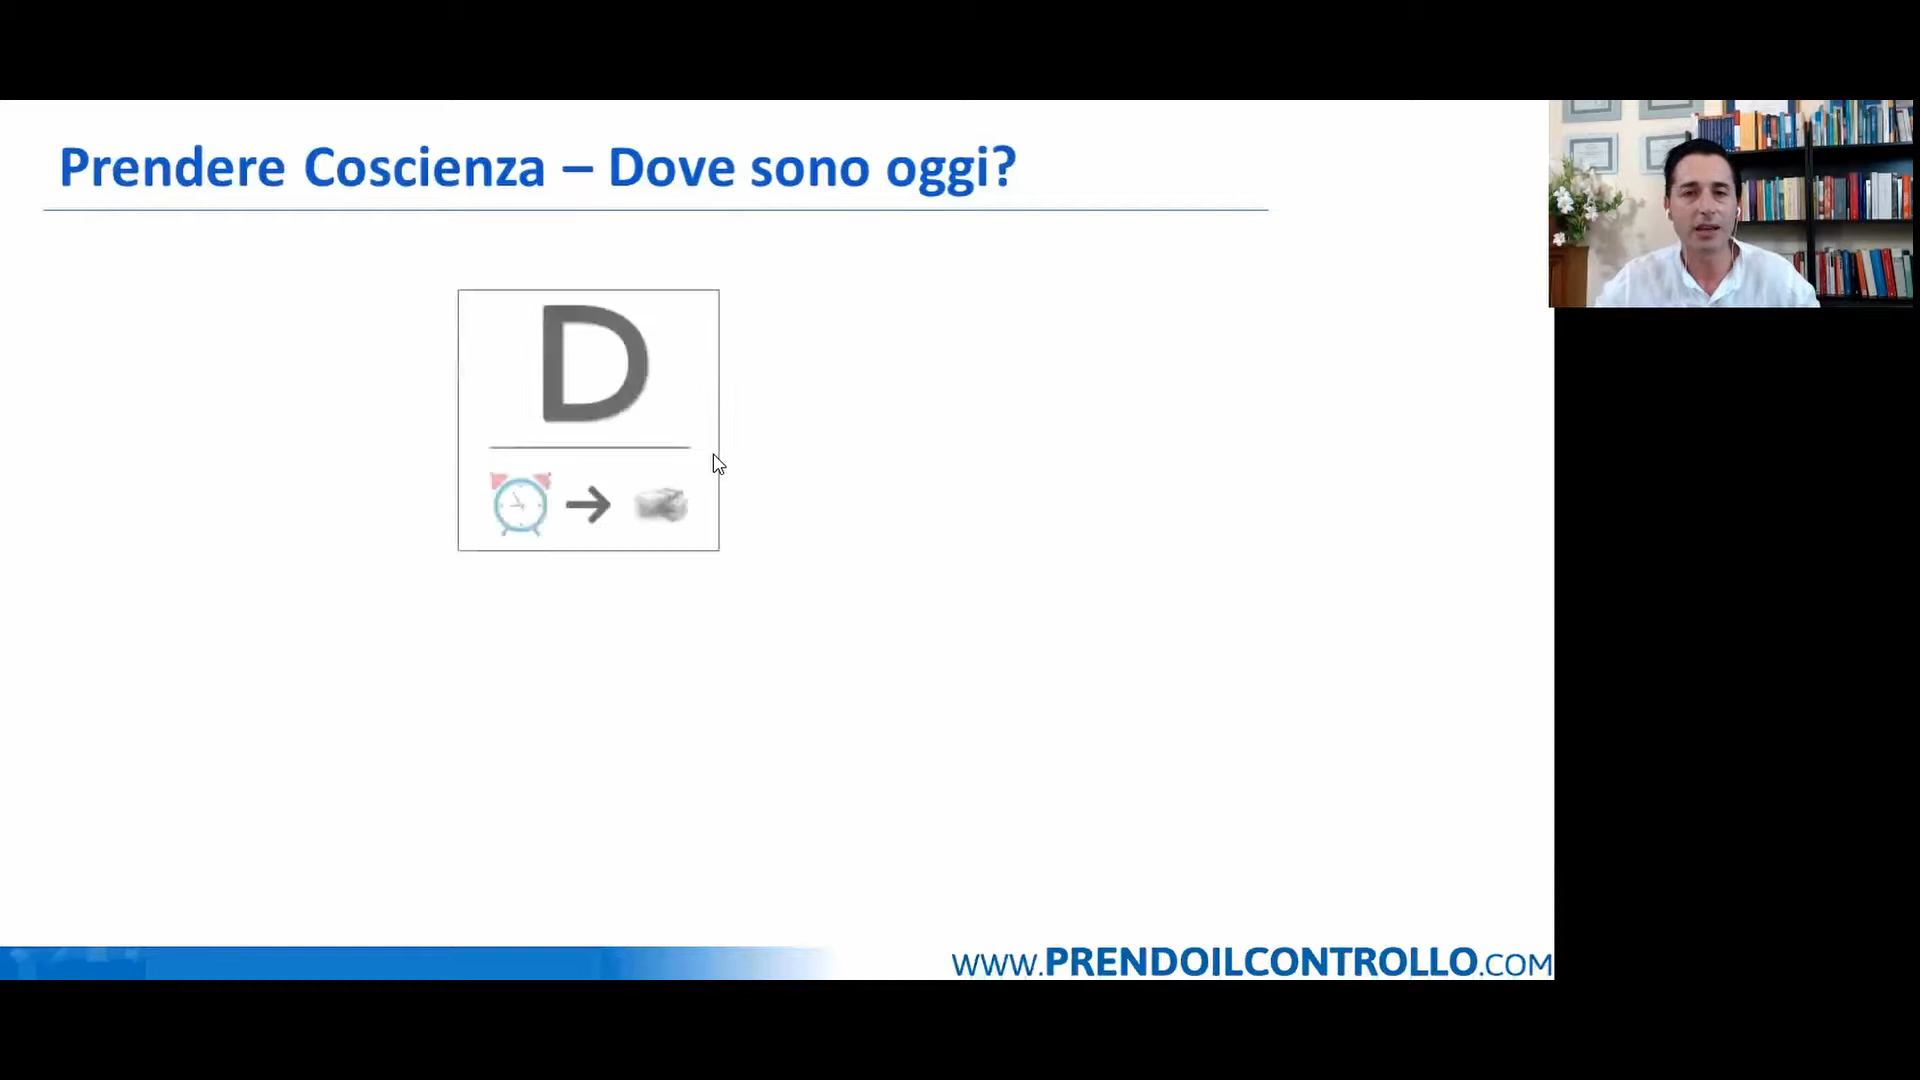 Prendere Coscienza – Dove sono oggi?
D
WWW.PRENDOILCONTROLLO.COM